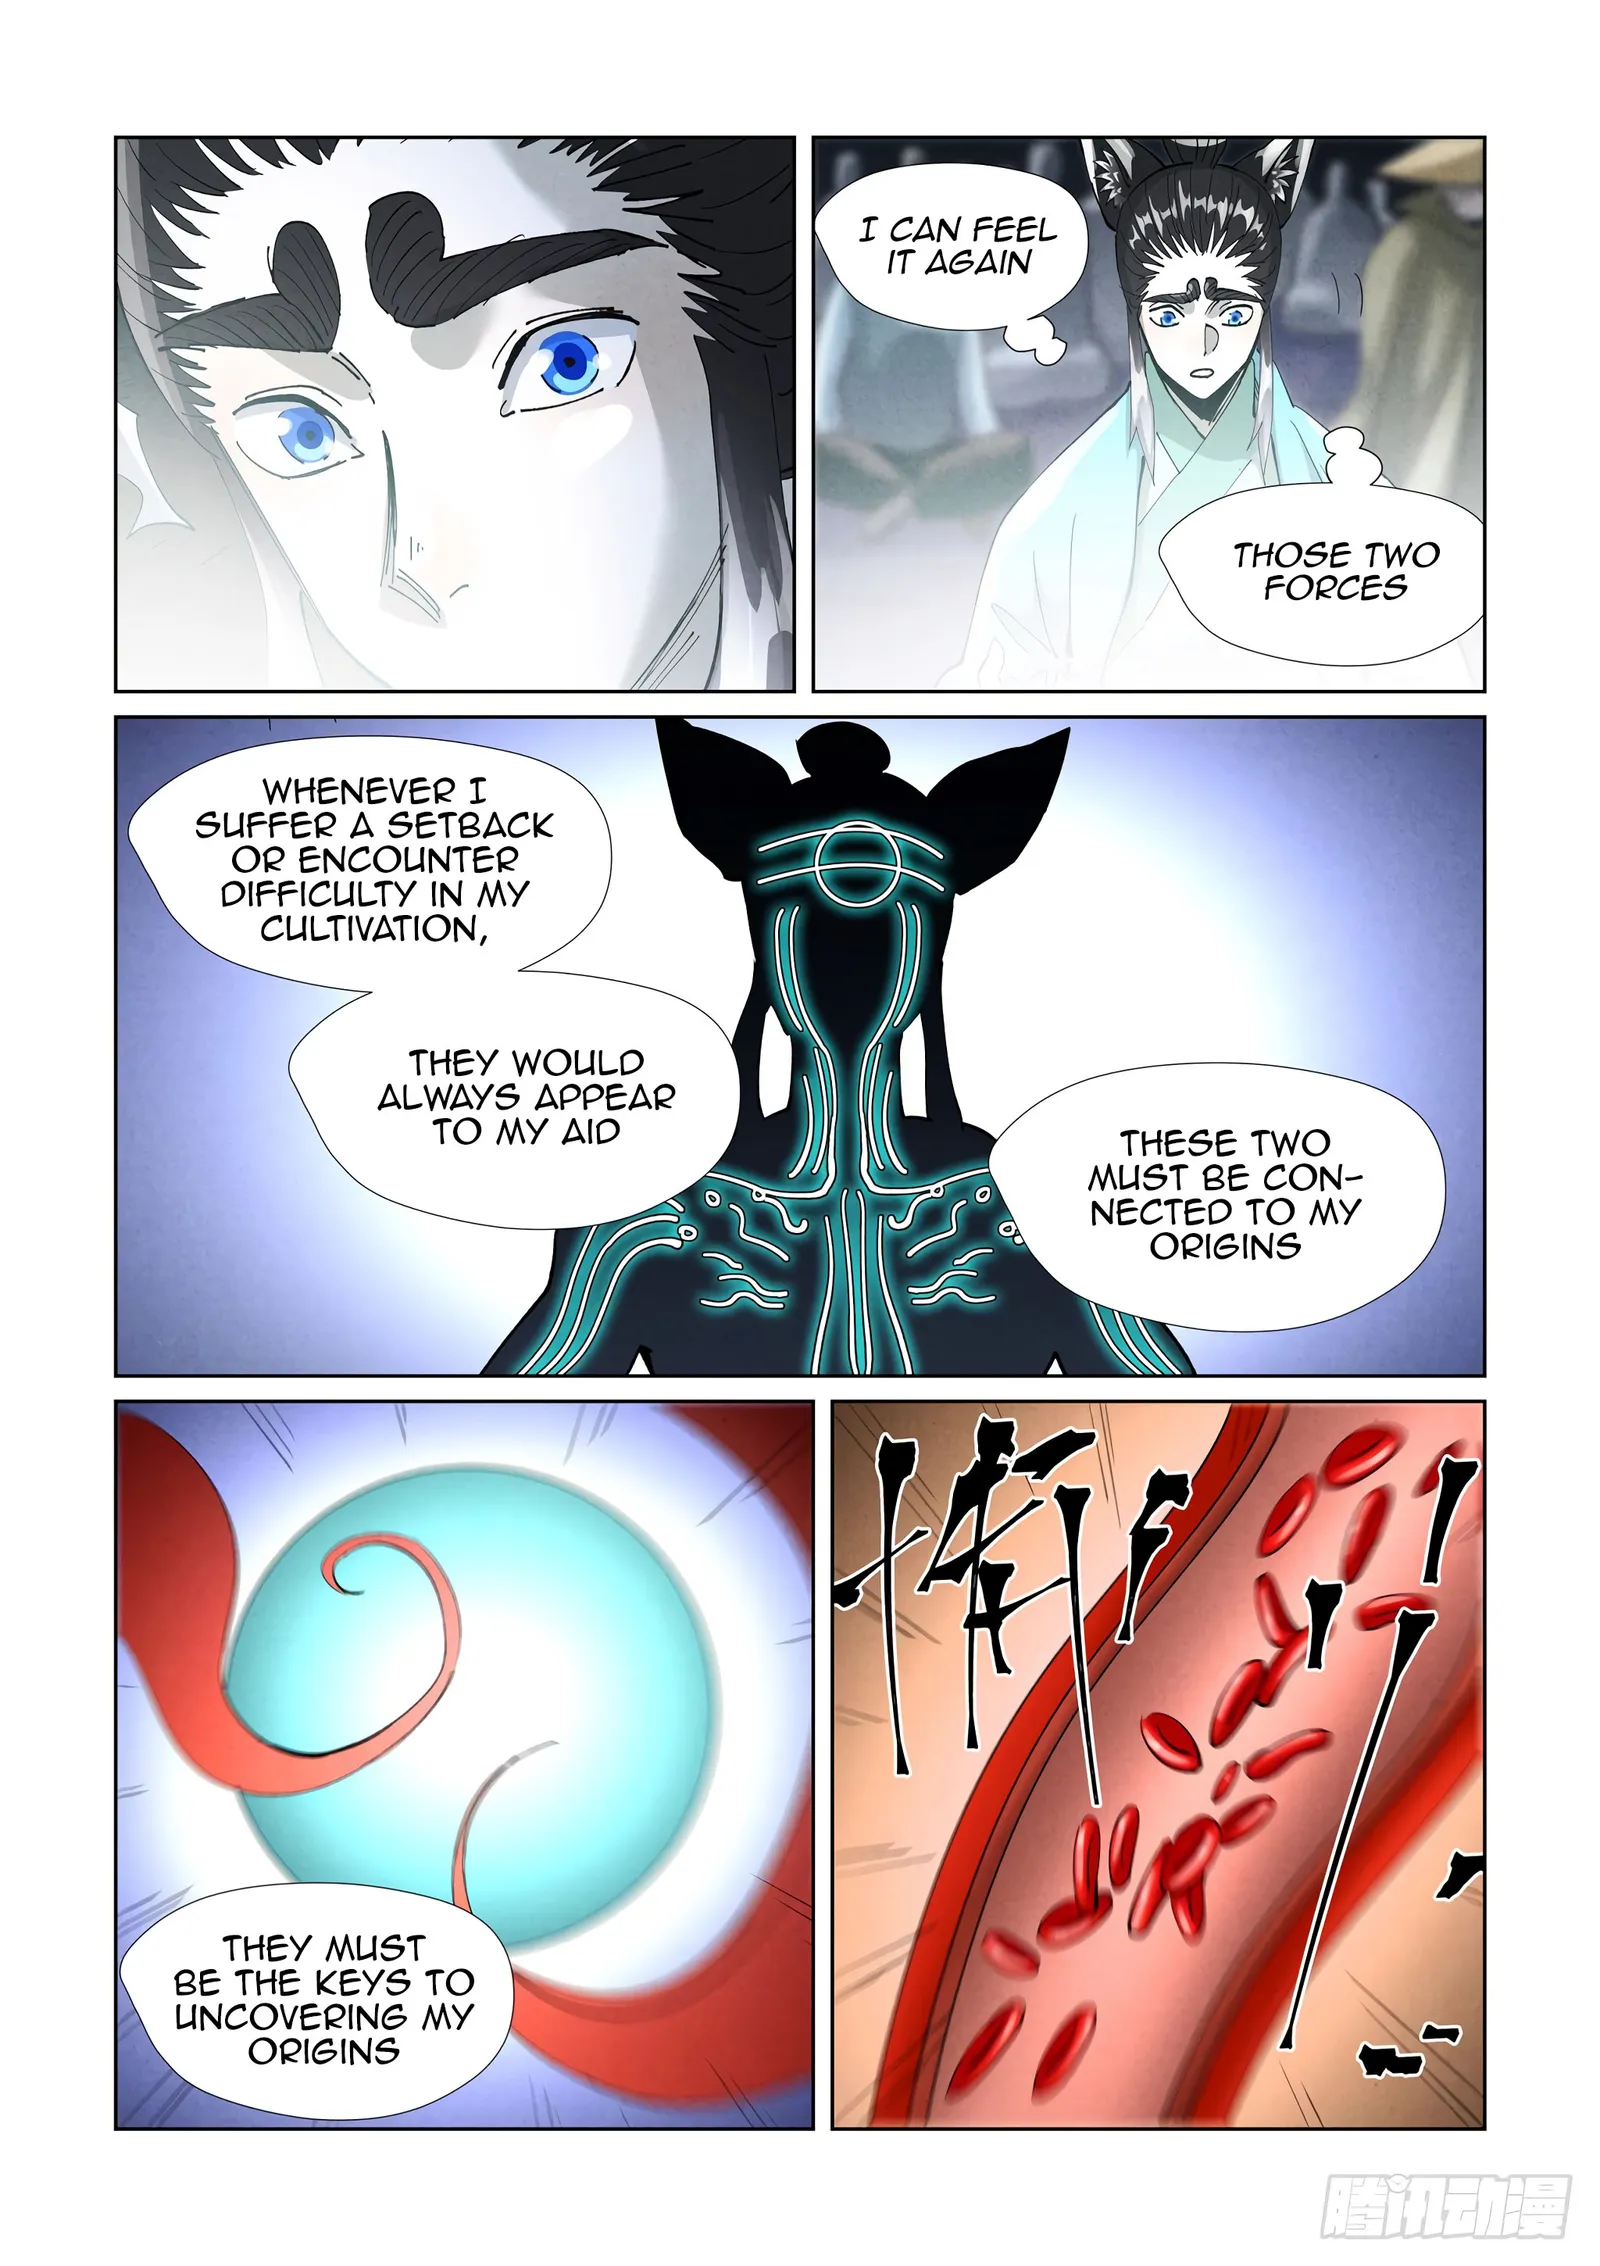 I CAN FEEL
IT AGAIN
THOSE TWO
FORCES
WHENEVER I
SUFFER A SETBACK
OR ENCOUNTER
DIFFICULTY IN MY
CULTIVATION,
THEY WOULD
ALWAYS APPEAR
TO MY AID
THESE TWO
MUST BE CON-
NECTED TO MY
ORIGINS
THEY MUST
BE THE KEYS TO
UNCOVERING MY
ORIGINS
腾讯动漫